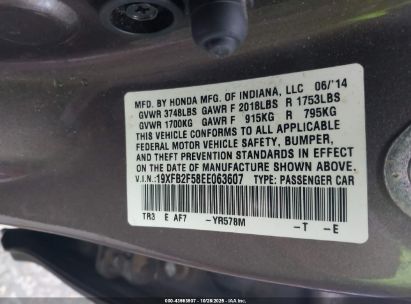 MFD. BY HONDA MFG. OF INDIANA, LLC 06/'14
GVWR 3748LBS GAWR F 2018LBS R 1753LBS
GVWR 1700KG GAWR F 915KG R 795KG
THIS VEHICLE CONFORMS TO ALL APPLICABLE
FEDERAL MOTOR VEHICLE SAFETY, BUMPER,
AND THEFT PREVENTION STANDARDS IN EFFECT
ON THE DATE OF MANUFACTURE SHOWN ABOVE.
V.I.N.: 19XFB2F58EE063607 TYPE: PASSENGER CAR
TR3 E AF7 -YR578M -T -E